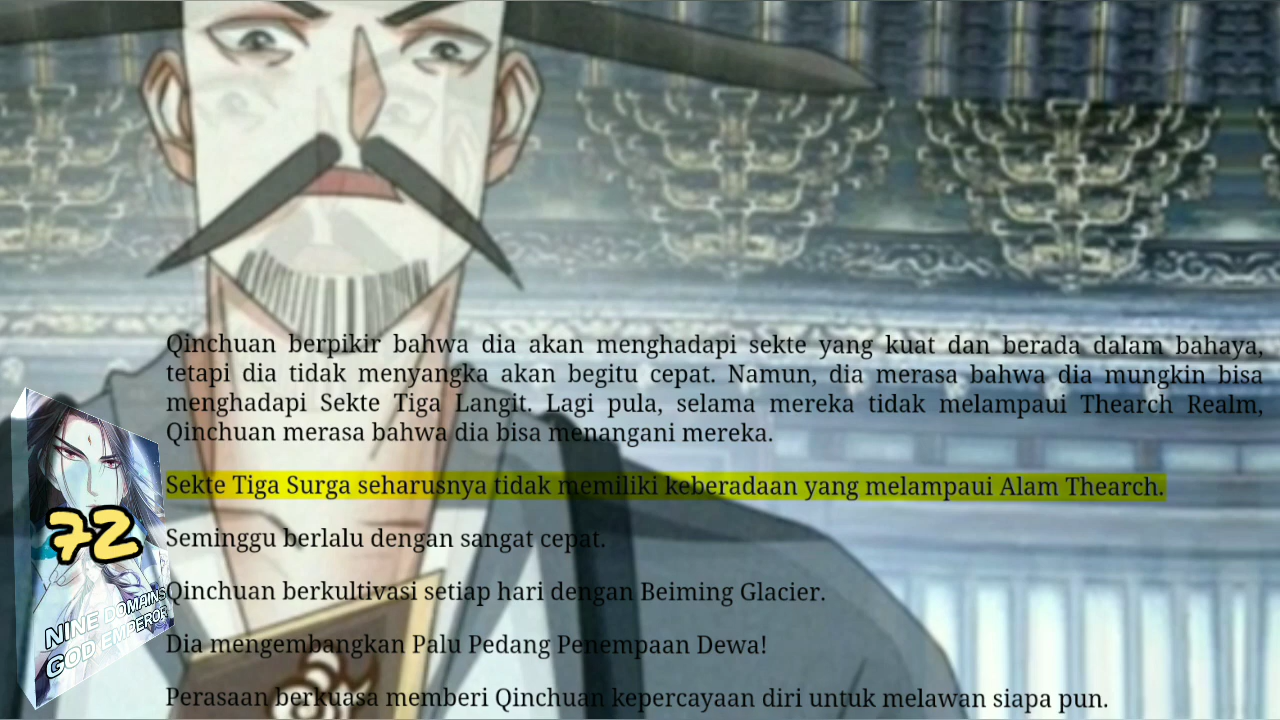 Qinchuan berpikir bahwa dia akan menghadapi sekte yang kuat dan berada dalam bahaya,
tetapi dia tidak menyangka akan begitu cepat. Namun, dia merasa bahwa dia mungkin bisa
menghadapi Sekte Tiga Langit. Lagi pula, selama mereka tidak melampaui Thearch Realm,
Qinchuan merasa bahwa dia bisa menangani mereka.
Sekte Tiga Surga seharusnya tidak memiliki keberadaan yang melampaui Alam Thearch.
Seminggu berlalu dengan sangat cepat.
Qinchuan berkultivasi setiap hari dengan Beiming Glacier.
Dia mengembangkan Palu Pedang Penempaan Dewa!
Perasaan berkuasa memberi Qinchuan kepercayaan diri untuk melawan siapa pun.
72
NINE DOMAINS
GOD EMPEROR